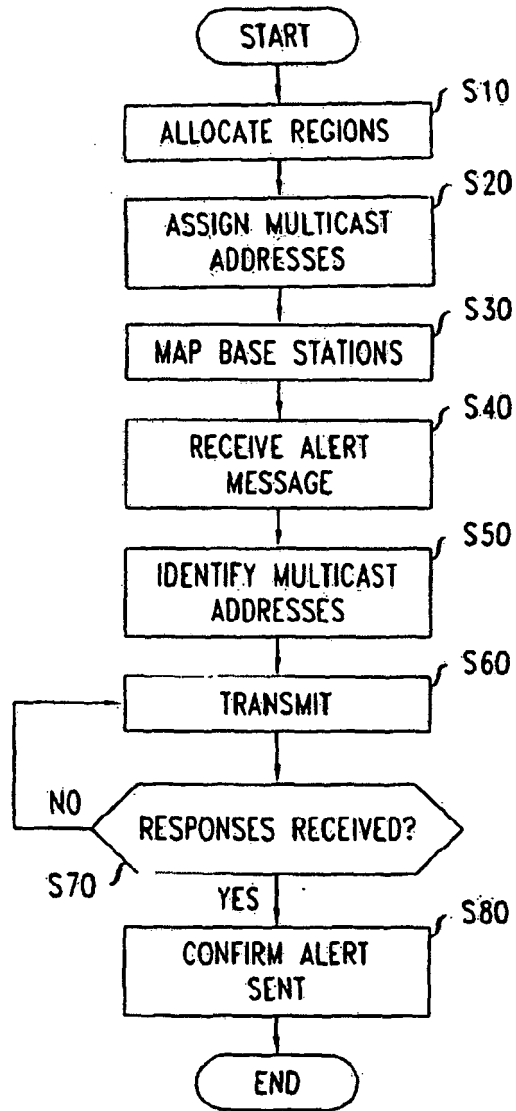 START
S10
ALLOCATE REGIONS
S20
ASSIGN MULTICAST
ADDRESSES
S30
MAP BASE STATIONS
S40
RECEIVE ALERT
MESSAGE
S50
IDENTIFY MULTICAST
ADDRESSES
S60
TRANSMIT
NO
RESPONSES RECEIVED?
S70
YES
S80
CONFIRM ALERT
SENT
END